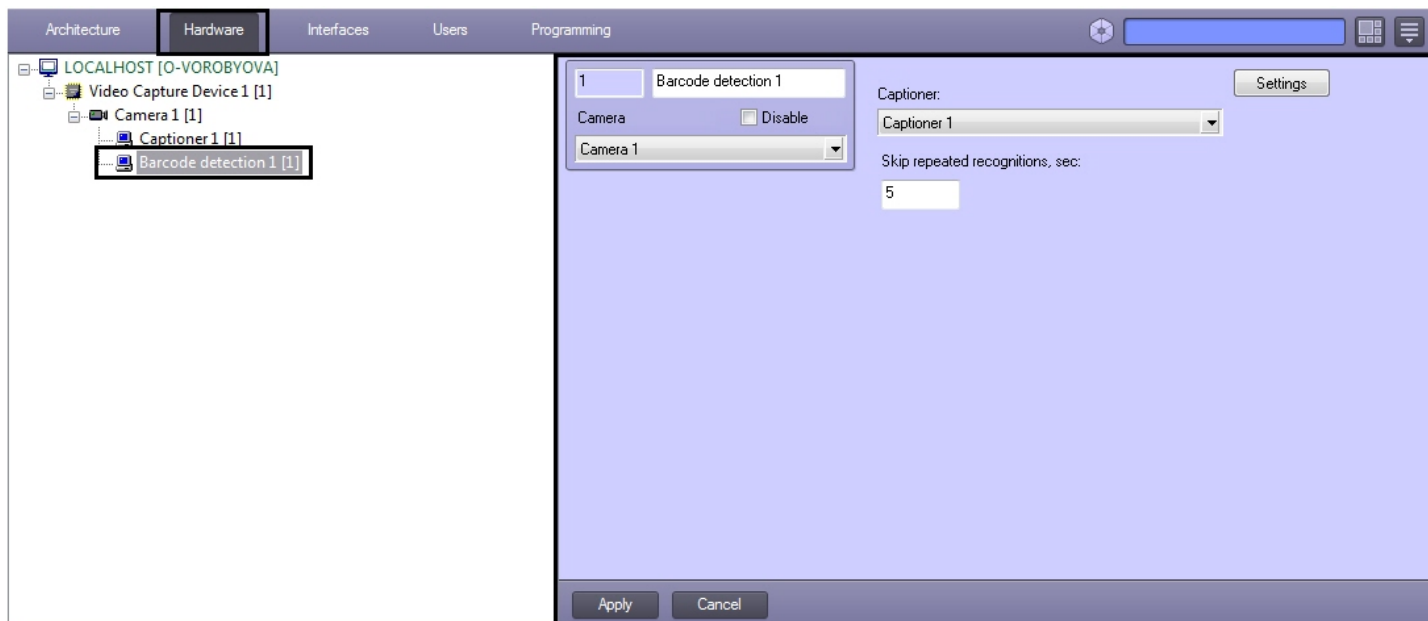 Architecture Hardware Interfaces Users Programming
LOCALHOST [O-VOROBYOVA]
Video Capture Device 1 [1]
Camera 1 [1]
Captioner 1 [1]
Barcode detection 1 [1]
1 Barcode detection 1
Camera Disable
Camera 1
Captioner:
Captioner 1
Settings
Skip repeated recognitions, sec:
5
Apply Cancel